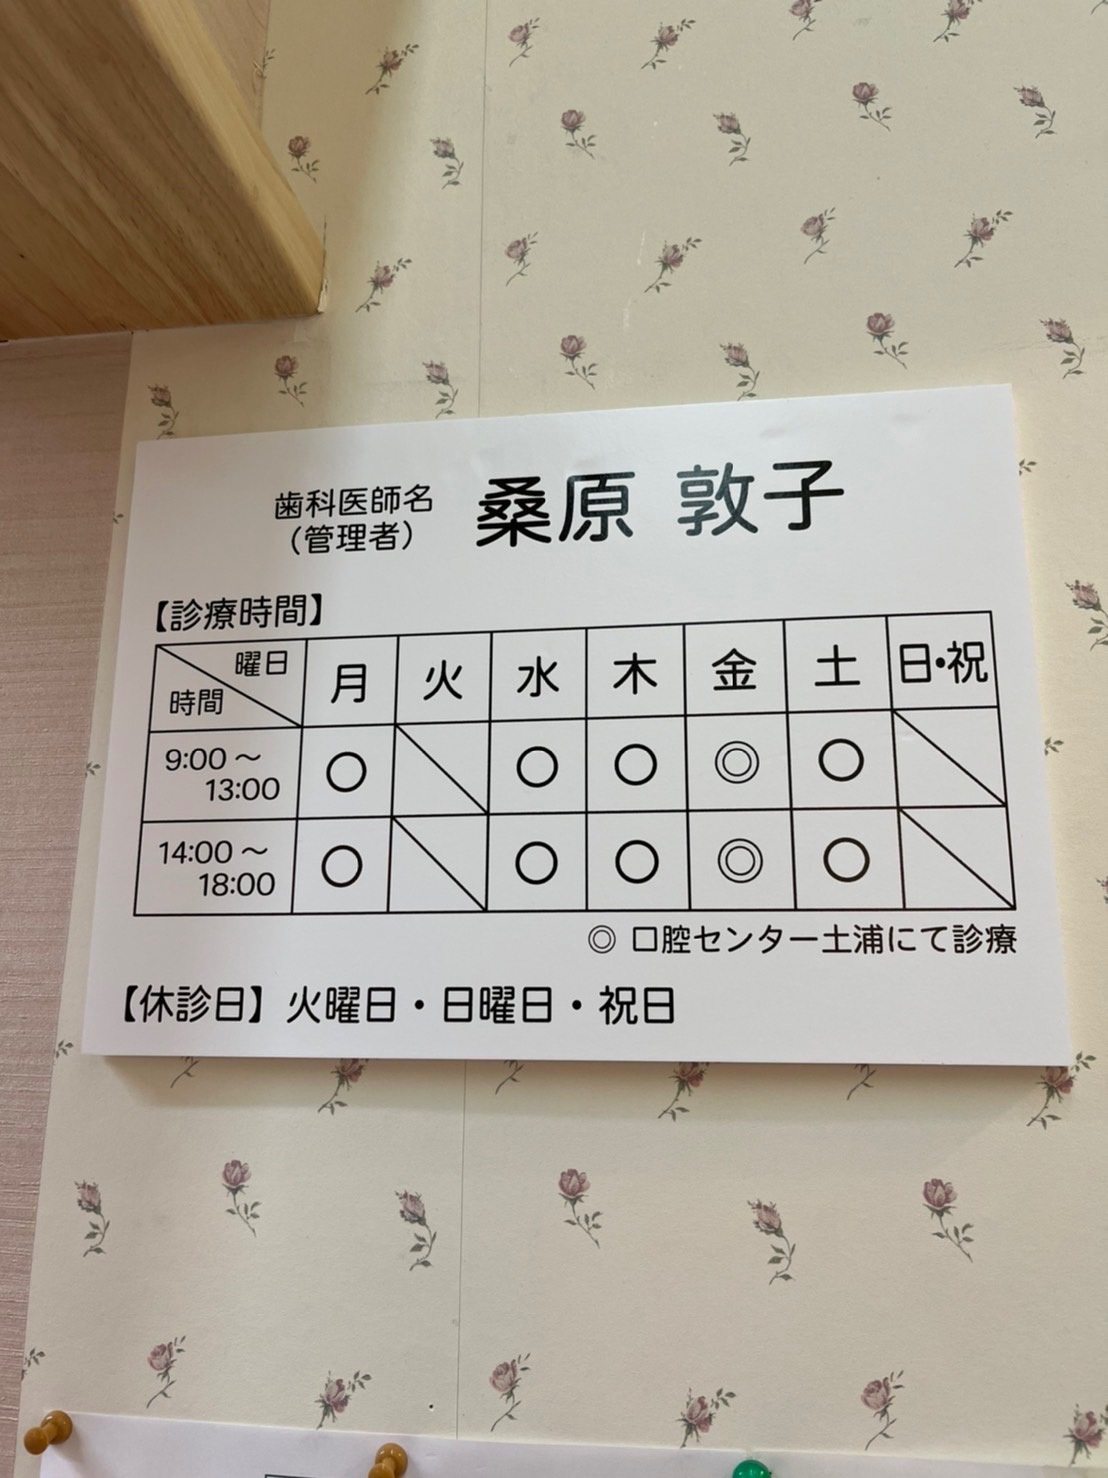 歯科医師名 桑原 敦子
（管理者）
【診療時間】
曜日 時間 月 火 水 木 金 土 日・祝
9:00～13:00 ○ ○ ○ ◎ ○
14:00～18:00 ○ ○ ○ ◎ ○
◎ 口腔センター土浦にて診療
【休診日】火曜日・日曜日・祝日